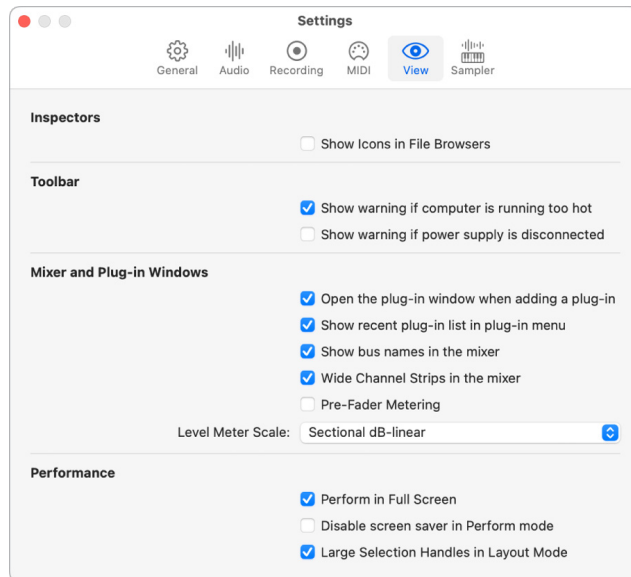 Settings
General Audio Recording MIDI View Sampler
Inspectors
Show Icons in File Browsers
Toolbar
Show warning if computer is running too hot
Show warning if power supply is disconnected
Mixer and Plug-in Windows
Open the plug-in window when adding a plug-in
Show recent plug-in list in plug-in menu
Show bus names in the mixer
Wide Channel Strips in the mixer
Pre-Fader Metering
Level Meter Scale: Sectional dB-linear
Performance
Perform in Full Screen
Disable screen saver in Perform mode
Large Selection Handles in Layout Mode